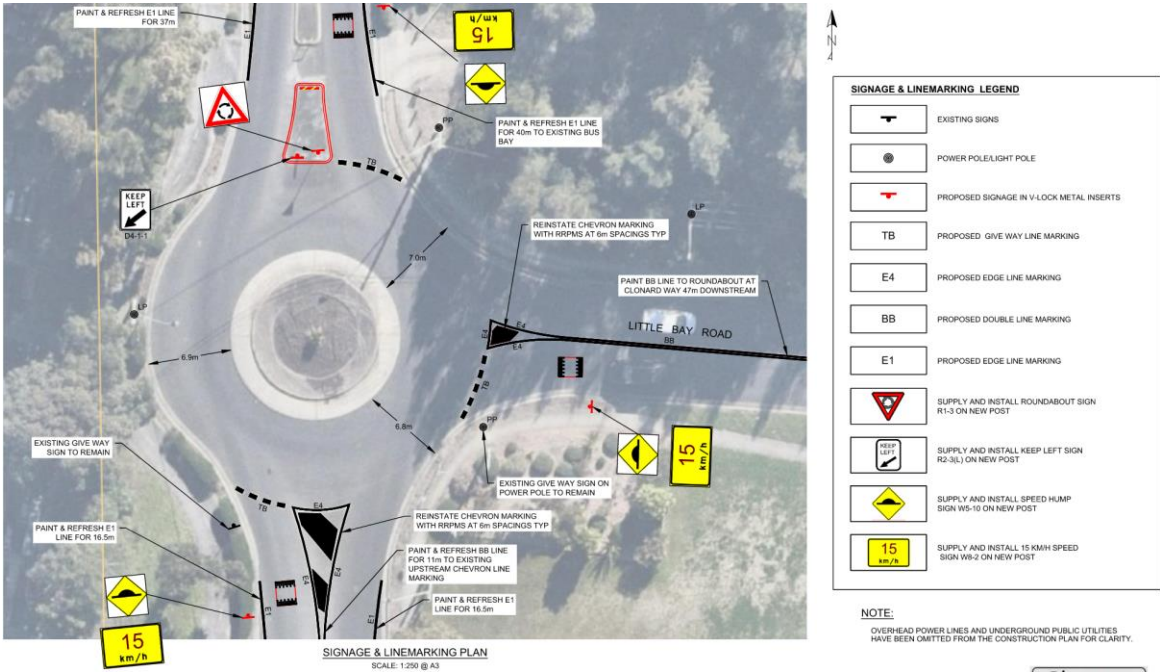 PAINT & REFRESH E1 LINE
FOR 37m
E1
E1
15
km/h
PAINT & REFRESH E1 LINE
FOR 40m TO EXISTING BUS
BAY
PP
TB
KEEP
LEFT
D4-1-1
LP
REINSTATE CHEVRON MARKING
WITH RRPMS AT 6m SPACINGS TYP
7.0m
PAINT BB LINE TO ROUNDABOUT AT
CLONARD WAY 47m DOWNSTREAM
LP
E4
E4
E4
LITTLE BAY ROAD
BB
6.9m
TB
6.8m
PP
15
km/h
EXISTING GIVE WAY
SIGN TO REMAIN
EXISTING GIVE WAY SIGN ON
POWER POLE TO REMAIN
TB
E4
REINSTATE CHEVRON MARKING
WITH RRPMS AT 6m SPACINGS TYP
PAINT & REFRESH E1
LINE FOR 16.5m
E4
E4
PAINT & REFRESH BB LINE
FOR 11m TO EXISTING
UPSTREAM CHEVRON LINE
MARKING
E1
E1
PAINT & REFRESH E1
LINE FOR 16.5m
15
km/h
SIGNAGE & LINEMARKING PLAN
SCALE: 1:250 @ A3
N
SIGNAGE & LINEMARKING LEGEND
EXISTING SIGNS
POWER POLE/LIGHT POLE
PROPOSED SIGNAGE IN V-LOCK METAL INSERTS
TB
PROPOSED GIVE WAY LINE MARKING
E4
PROPOSED EDGE LINE MARKING
BB
PROPOSED DOUBLE LINE MARKING
E1
PROPOSED EDGE LINE MARKING
SUPPLY AND INSTALL ROUNDABOUT SIGN
R1-3 ON NEW POST
KEEP
LEFT
SUPPLY AND INSTALL KEEP LEFT SIGN
R2-3(L) ON NEW POST
SUPPLY AND INSTALL SPEED HUMP
SIGN W5-10 ON NEW POST
15
km/h
SUPPLY AND INSTALL 15 KM/H SPEED
SIGN W8-2 ON NEW POST
NOTE:
OVERHEAD POWER LINES AND UNDERGROUND PUBLIC UTILITIES
HAVE BEEN OMITTED FROM THE CONSTRUCTION PLAN FOR CLARITY.